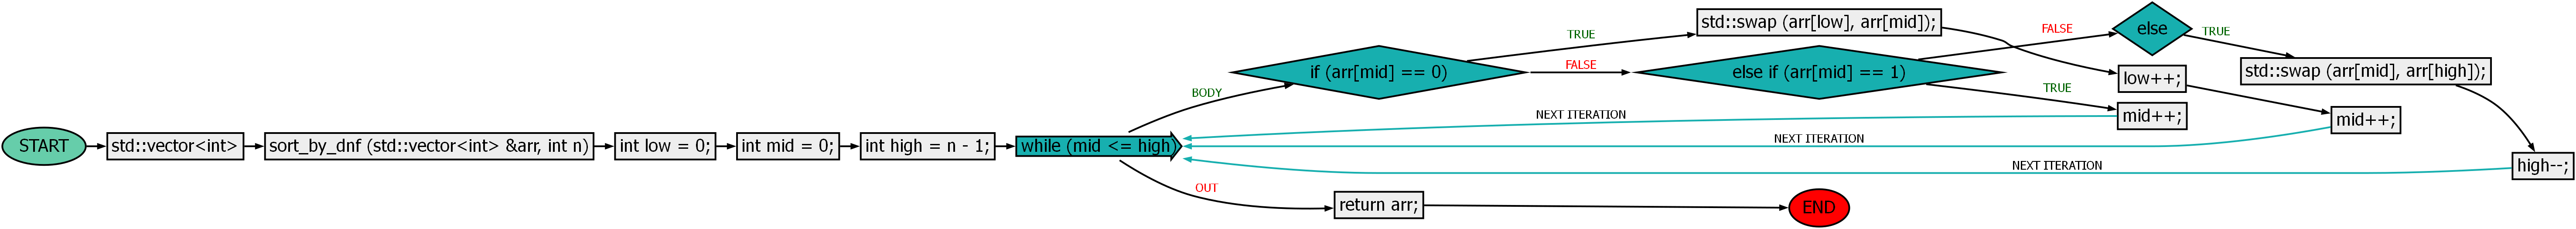 START
std::vector<int>
sort_by_dnf (std::vector<int> &arr, int n)
int low = 0;
int mid = 0;
int high = n - 1;
while (mid <= high)
BODY
if (arr[mid] == 0)
TRUE
std::swap (arr[low], arr[mid]);
low++;
mid++;
NEXT ITERATION
FALSE
else if (arr[mid] == 1)
TRUE
mid++;
NEXT ITERATION
FALSE
else
TRUE
std::swap (arr[mid], arr[high]);
high--;
NEXT ITERATION
OUT
return arr;
END